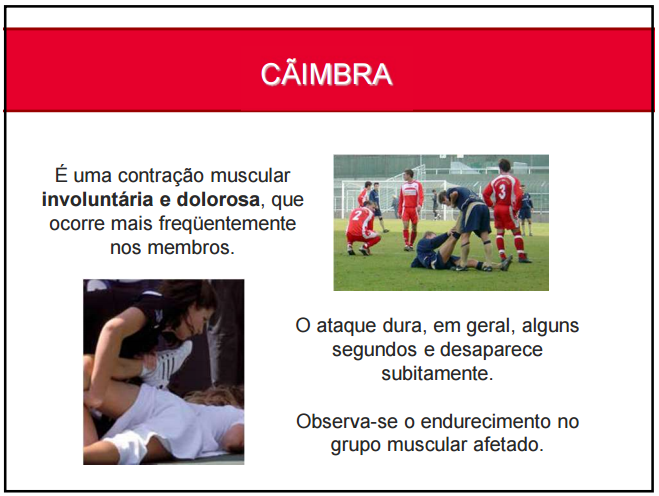 CÃIMBRA
É uma contração muscular
involuntária e dolorosa, que
ocorre mais freqüentemente
nos membros.
2
3
O ataque dura, em geral, alguns
segundos e desaparece
subitamente.
Observa-se o endurecimento no
grupo muscular afetado.